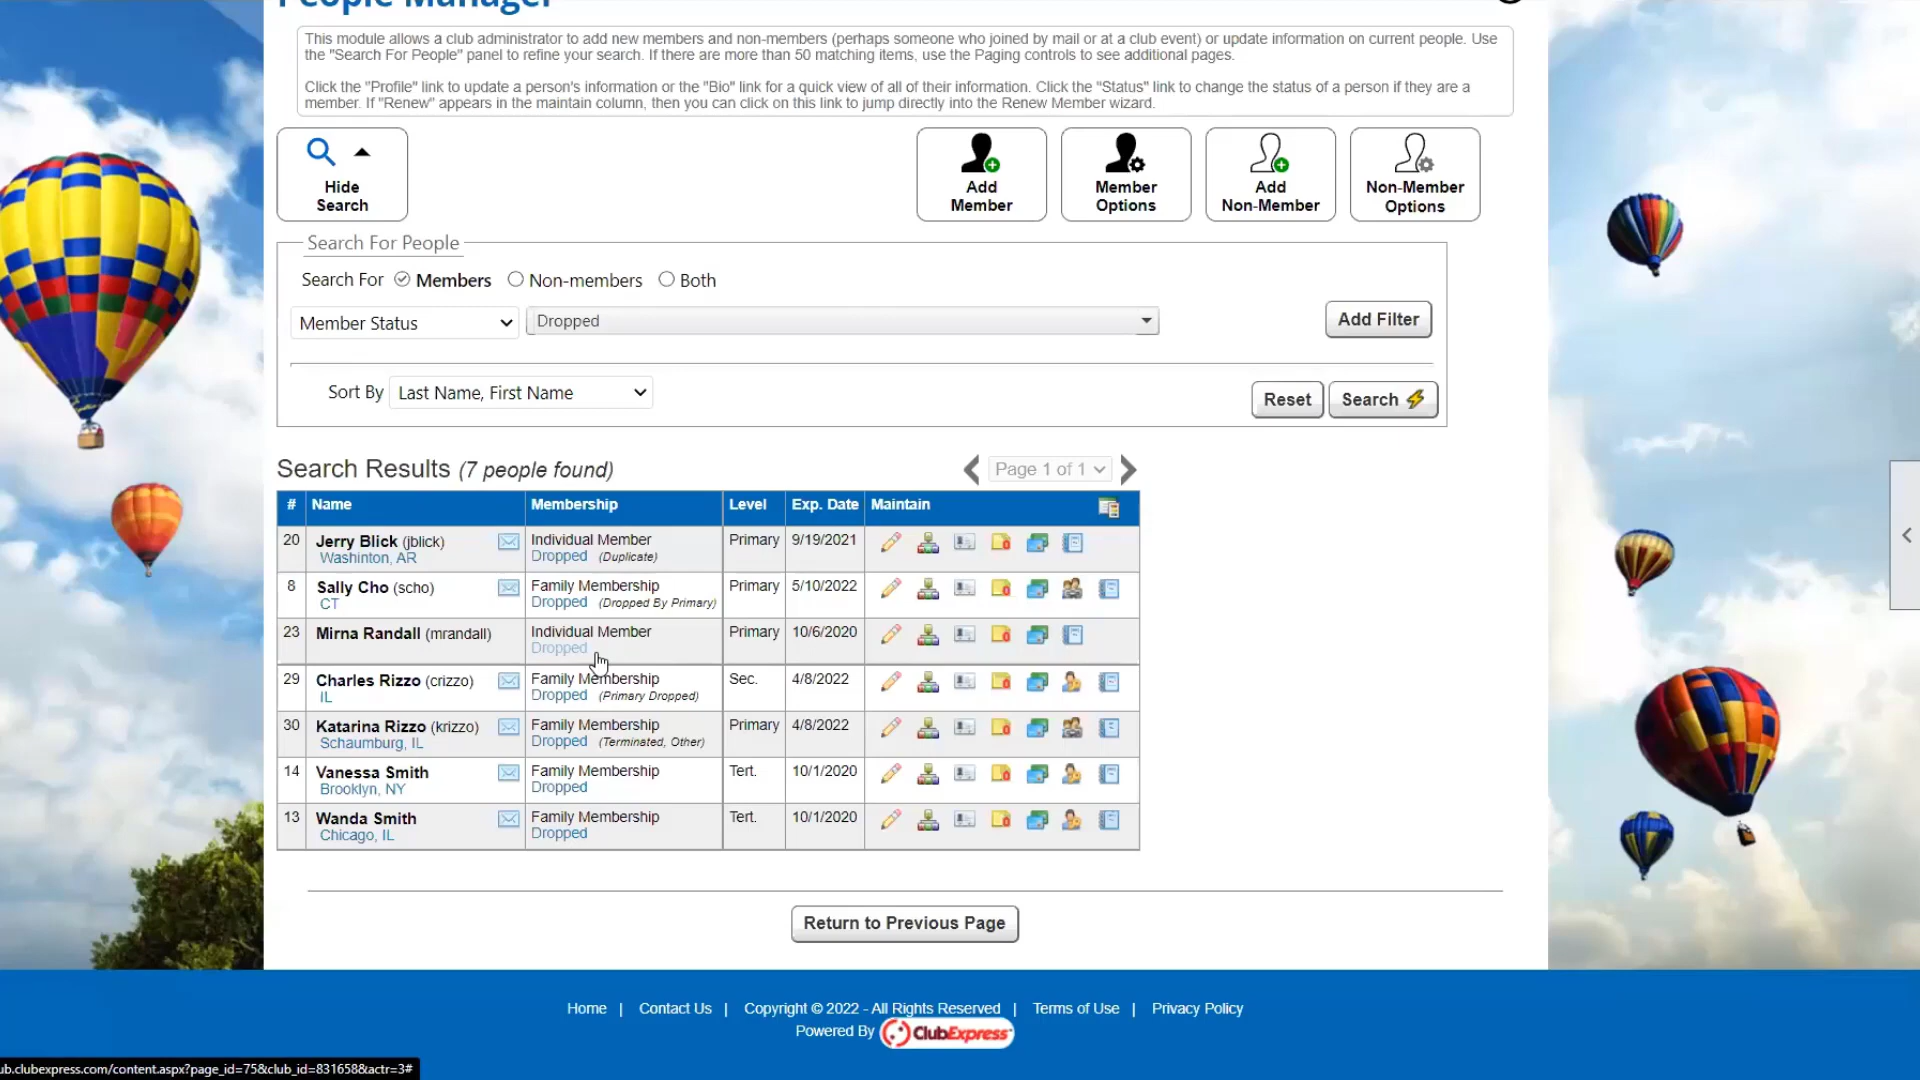 People Manager
This module allows a club administrator to add new members and non-members (perhaps someone who joined by mail or at a club event) or update information on current people. Use
the "Search For People" panel to refine your search. If there are more than 50 matching items, use the Paging controls to see additional pages.
Click the "Profile" link to update a person's information or the "Bio" link for a quick view of all of their information. Click the "Status" link to change the status of a person if they are a
member. If "Renew" appears in the maintain column, then you can click on this link to jump directly into the Renew Member wizard.
Hide
Search
Add
Member
Member
Options
Add
Non-Member
Non-Member
Options
Search For People
Search For Members Non-members Both
Member Status Dropped Add Filter
Sort By Last Name, First Name Reset Search
Search Results (7 people found) Page 1 of 1
# Name Membership Level Exp. Date Maintain
20 Jerry Blick (jblick) Individual Member Primary 9/19/2021
Washinton, AR Dropped (Duplicate)
8 Sally Cho (scho) Family Membership Primary 5/10/2022
CT Dropped (Dropped By Primary)
23 Mirna Randall (mrandall) Individual Member Primary 10/6/2020
Dropped
29 Charles Rizzo (crizzo) Family Membership Sec. 4/8/2022
IL Dropped (Primary Dropped)
30 Katarina Rizzo (krizzo) Family Membership Primary 4/8/2022
Schaumburg, IL Dropped (Terminated, Other)
14 Vanessa Smith Family Membership Tert. 10/1/2020
Brooklyn, NY Dropped
13 Wanda Smith Family Membership Tert. 10/1/2020
Chicago, IL Dropped
Return to Previous Page
Home | Contact Us | Copyright © 2022 - All Rights Reserved | Terms of Use | Privacy Policy
Powered By ClubExpress
ub.clubexpress.com/content.aspx?page_id=75&club_id=831658&actr=3#